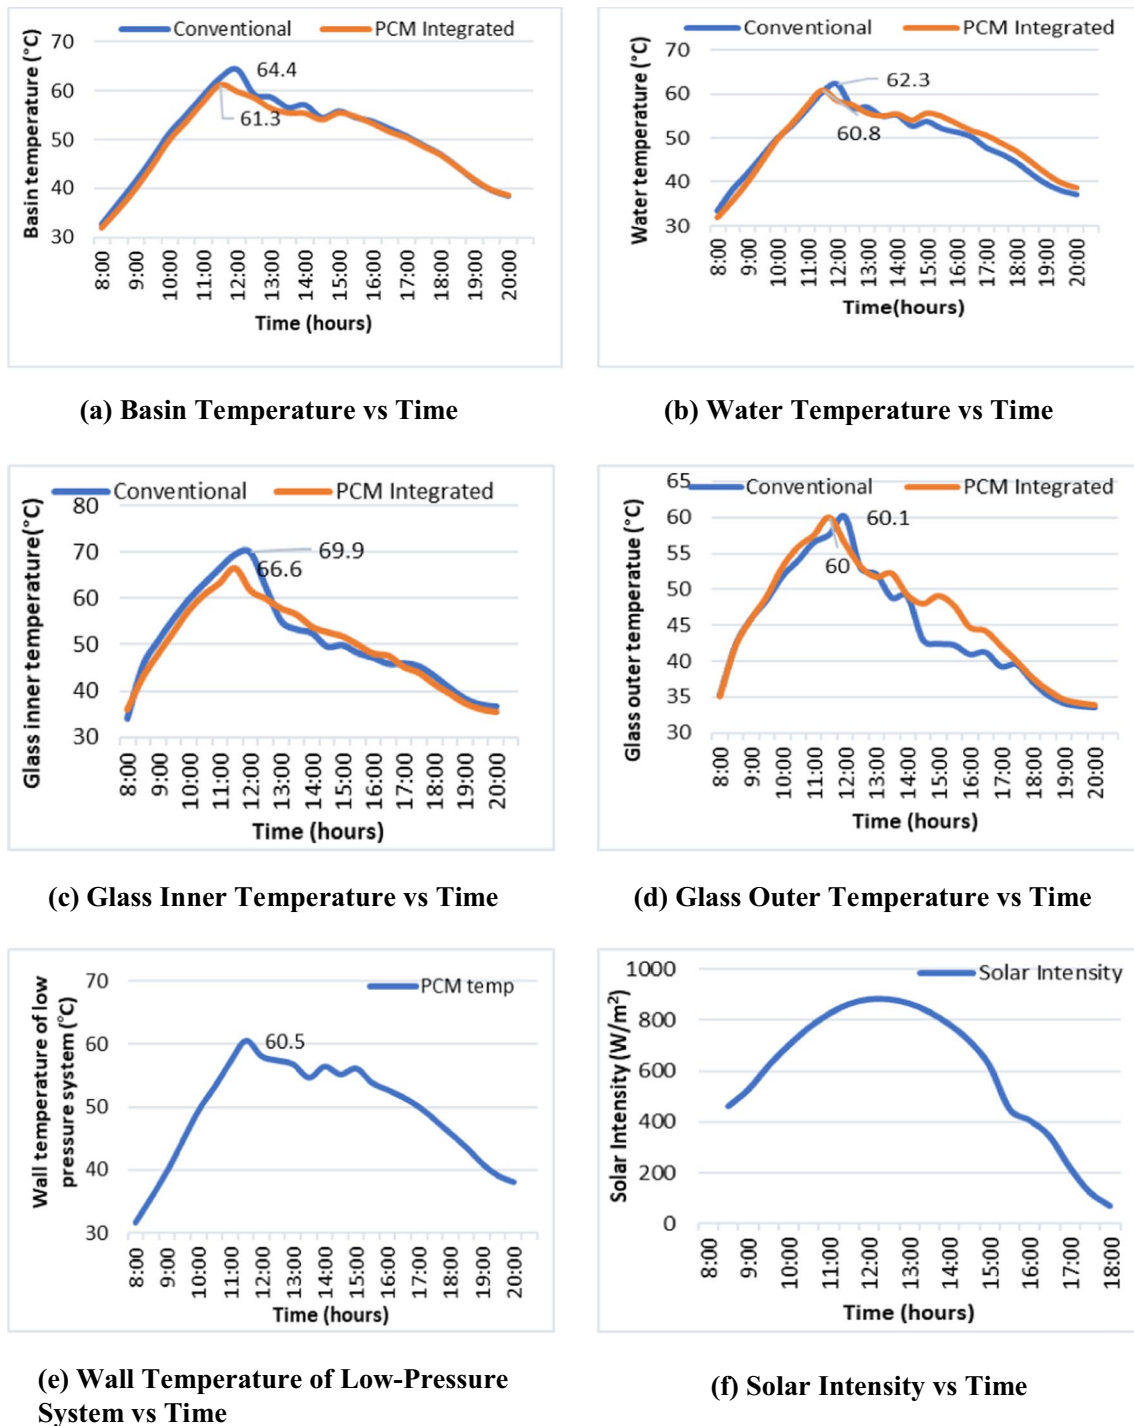 Conventional PCM Integrated
Basin temperature (°C)
70
60
50
40
30
64.4
61.3
8:00 9:00 10:00 11:00 12:00 13:00 14:00 15:00 16:00 17:00 18:00 19:00 20:00
Time (hours)
(a) Basin Temperature vs Time
Conventional PCM Integrated
Water temperature (°C)
70
60
50
40
30
62.3
60.8
8:00 9:00 10:00 11:00 12:00 13:00 14:00 15:00 16:00 17:00 18:00 19:00 20:00
Time(hours)
(b) Water Temperature vs Time
Conventional PCM Integrated
Glass inner temperature(°C)
80
70
60
50
40
30
69.9
66.6
8:00 9:00 10:00 11:00 12:00 13:00 14:00 15:00 16:00 17:00 18:00 19:00 20:00
Time (hours)
(c) Glass Inner Temperature vs Time
Conventional PCM Integrated
Glass outer temperatue (°C)
65
60
55
50
45
40
35
30
60.1
60
8:00 9:00 10:00 11:00 12:00 13:00 14:00 15:00 16:00 17:00 18:00 19:00 20:00
Time (hours)
(d) Glass Outer Temperature vs Time
PCM temp
Wall temperature of low
pressure system (°C)
70
60
50
40
30
60.5
8:00 9:00 10:00 11:00 12:00 13:00 14:00 15:00 16:00 17:00 18:00 19:00 20:00
Time (hours)
(e) Wall Temperature of Low-Pressure
System vs Time
Solar Intensity
Solar Intensity (W/m²)
1000
800
600
400
200
0
8:00 9:00 10:00 11:00 12:00 13:00 14:00 15:00 16:00 17:00 18:00
Time (hours)
(f) Solar Intensity vs Time